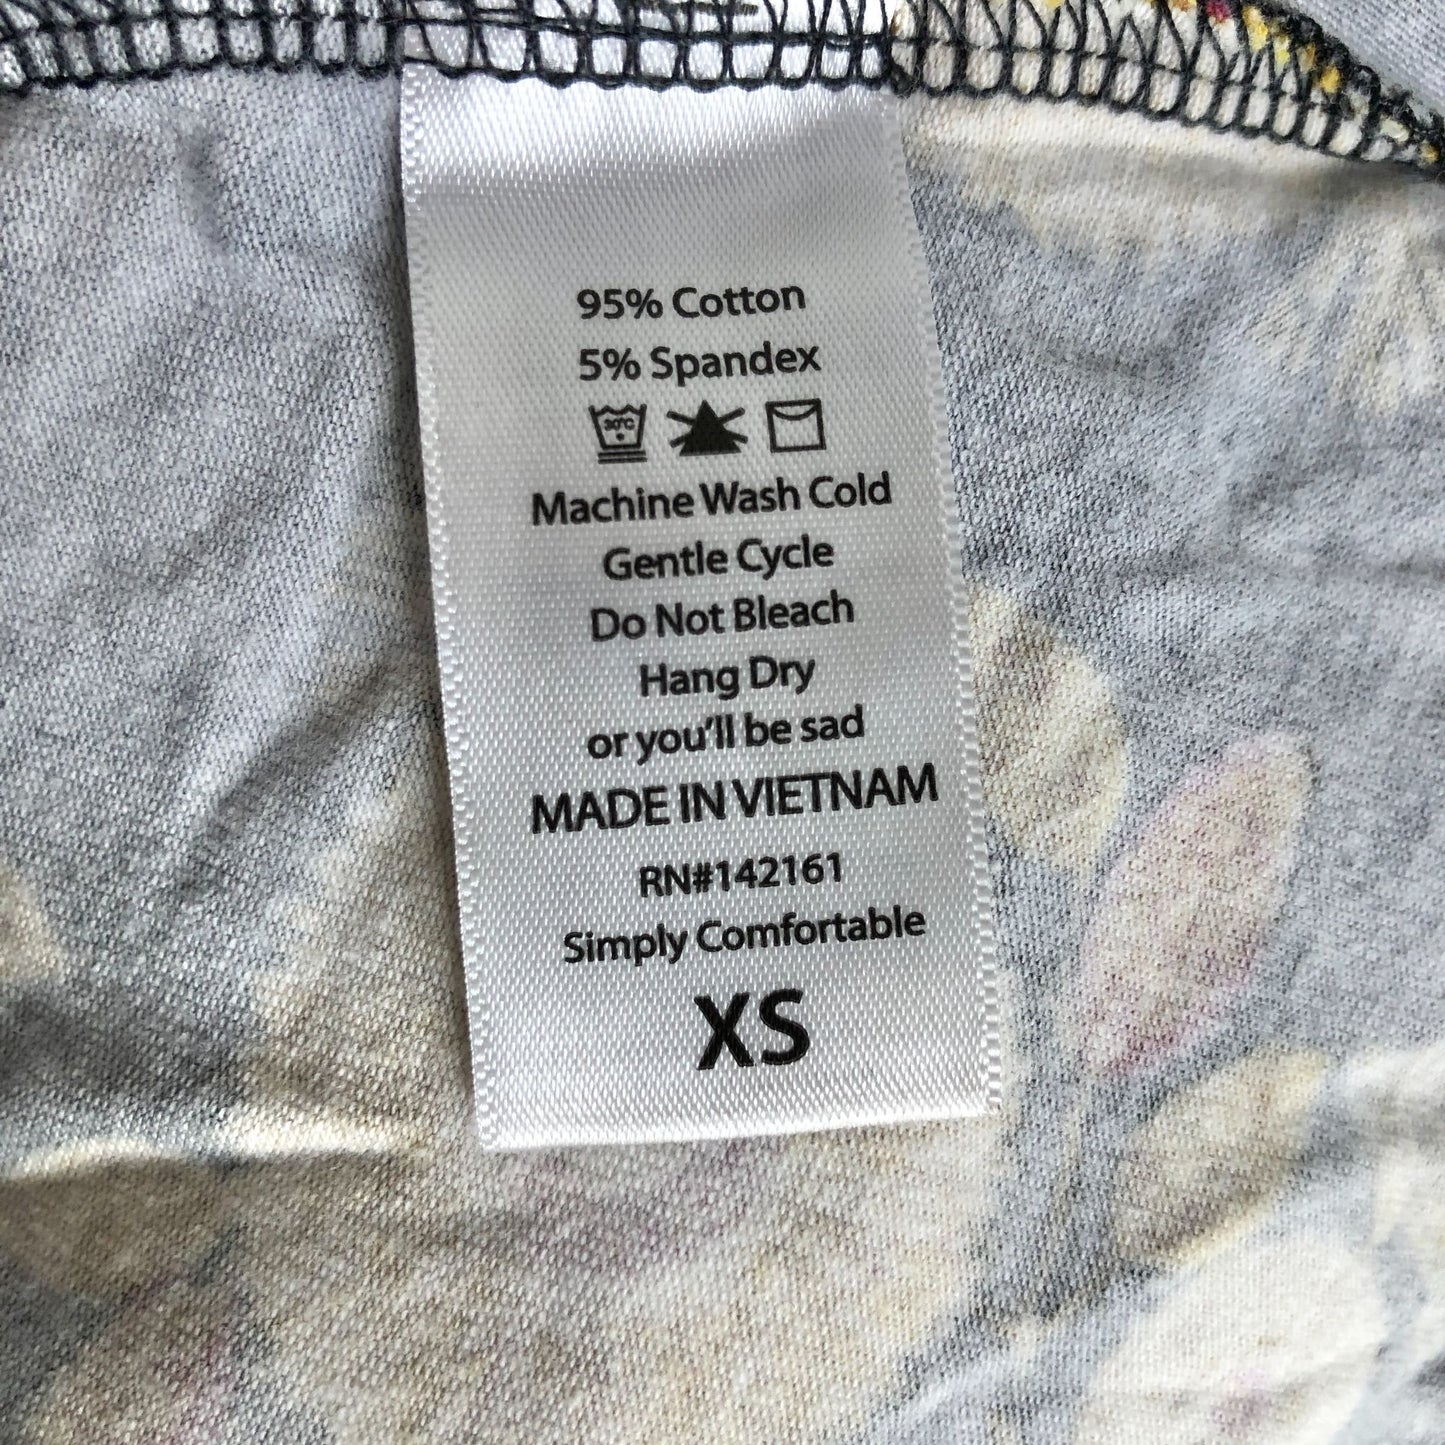 95% Cotton
5% Spandex
30°C
Machine Wash Cold
Gentle Cycle
Do Not Bleach
Hang Dry
or you'll be sad
MADE IN VIETNAM
RN#142161
Simply Comfortable
XS